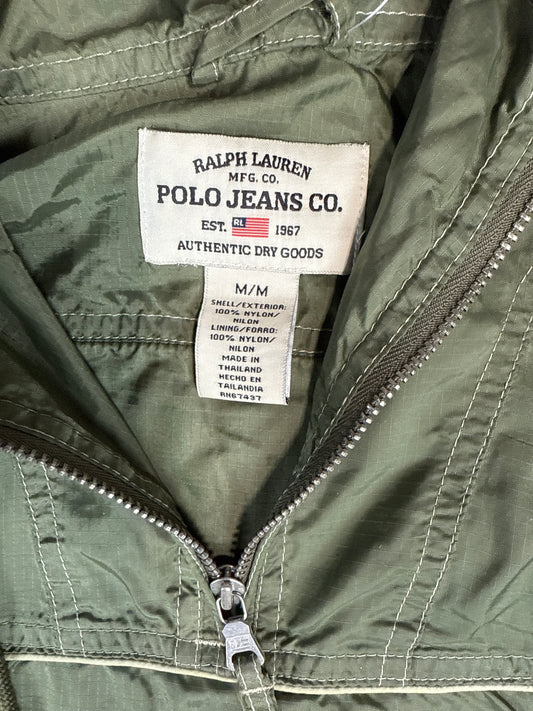 RALPH LAUREN
MFG. CO.
POLO JEANS CO.
EST. RL 1967
AUTHENTIC DRY GOODS
M/M
SHELL/EXTERIOR:
100% NYLON/
NILON
LINING/FORRO:
100% NYLON/
NILON
MADE IN
THAILAND
HECHO EN
TAILANDIA
RN67437